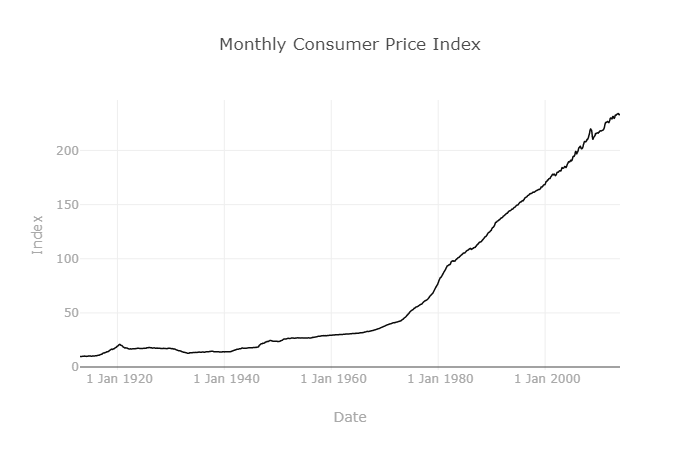 Monthly Consumer Price Index
200
150
100
50
0
Index
1 Jan 1920
1 Jan 1940
1 Jan 1960
1 Jan 1980
1 Jan 2000
Date